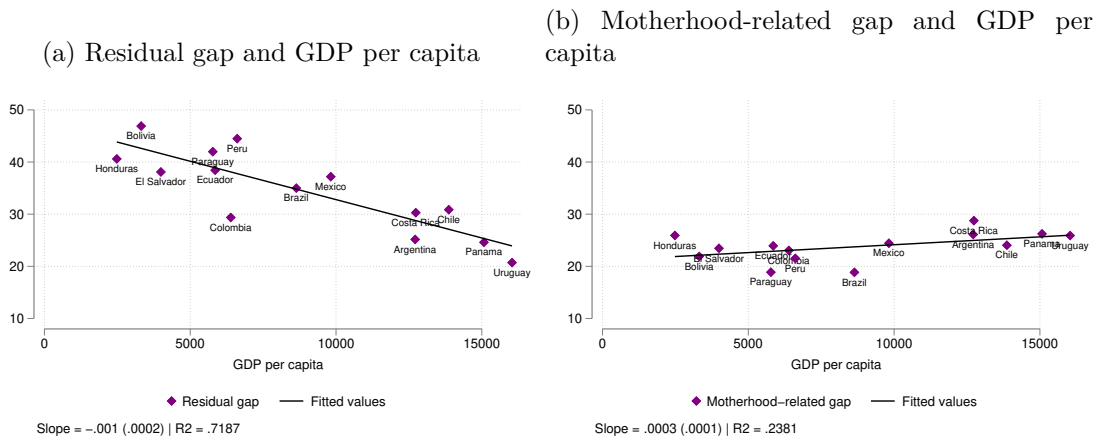 (a) Residual gap and GDP per capita
50
40
30
20
10
Bolivia
Peru
Honduras
Paraguay
El Salvador
Ecuador
Mexico
Brazil
Colombia
Costa Rica
Chile
Argentina
Panama
Uruguay
0
5000
10000
15000
GDP per capita
Residual gap
Fitted values
Slope = −.001 (.0002) | R2 = .7187
(b) Motherhood-related gap and GDP per
capita
50
40
30
20
10
Honduras
Costa Rica
Argentina
Panama
Uruguay
Bolivia
El Salvador
Ecuador
Colombia
Peru
Mexico
Chile
Paraguay
Brazil
0
5000
10000
15000
GDP per capita
Motherhood−related gap
Fitted values
Slope = .0003 (.0001) | R2 = .2381